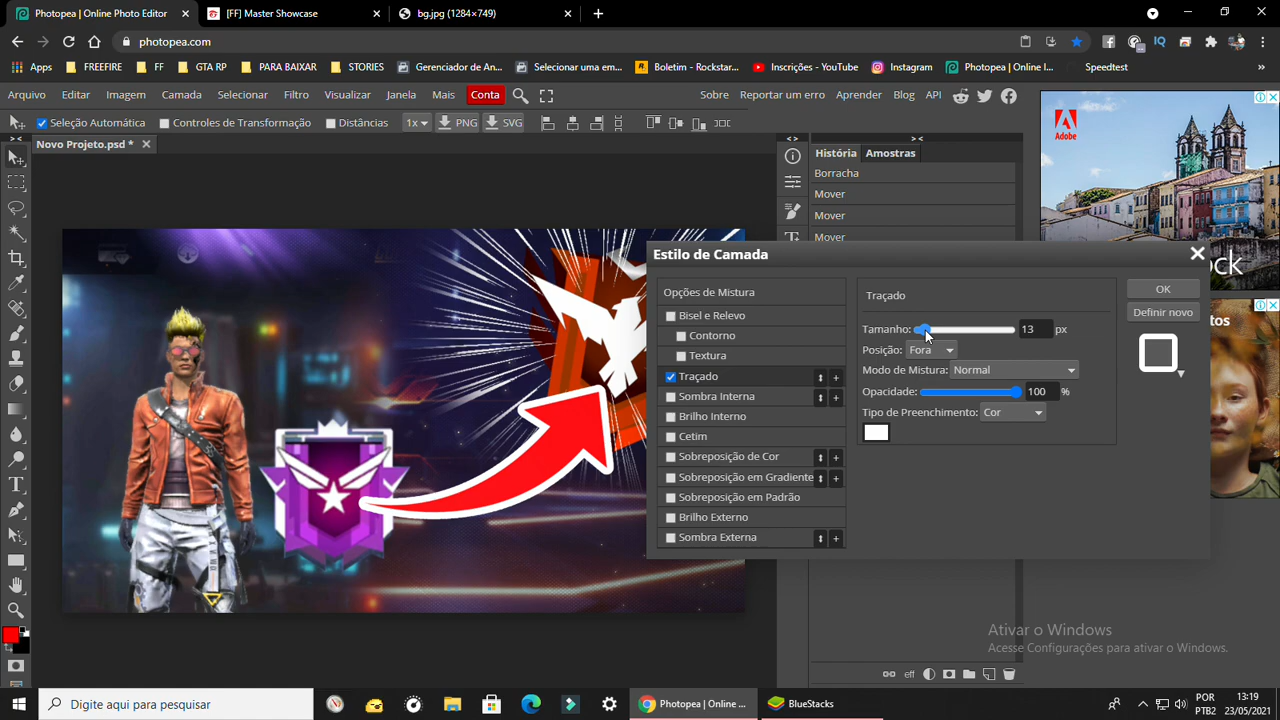 Photopea | Online Photo Editor
[FF] Master Showcase
bg.jpg (1284×749)
photopea.com
Apps
FREEFIRE
FF
GTA RP
PARA BAIXAR
STORIES
Gerenciador de An...
Selecionar uma em...
Boletim - Rockstar...
Inscrições - YouTube
Instagram
Photopea | Online I...
Speedtest
»
Arquivo
Editar
Imagem
Camada
Selecionar
Filtro
Visualizar
Janela
Mais
Conta
Sobre
Reportar um erro
Aprender
Blog
API
Seleção Automática
Controles de Transformação
Distâncias
1x
PNG
SVG
Novo Projeto.psd *
História
Amostras
Borracha
Mover
Mover
Mover
Adobe
Estilo de Camada
Opções de Mistura
Bisel e Relevo
Contorno
Textura
Traçado
Sombra Interna
Brilho Interno
Cetim
Sobreposição de Cor
Sobreposição em Gradiente
Sobreposição em Padrão
Brilho Externo
Sombra Externa
Traçado
Tamanho:
13
px
Posição:
Fora
Modo de Mistura:
Normal
Opacidade:
100
%
Tipo de Preenchimento:
Cor
OK
Definir novo
ock
tos
eff
Ativar o Windows
Acesse Configurações para ativar o Windows.
Digite aqui para pesquisar
Photopea | Online ...
BlueStacks
POR
PTB2
13:19
23/05/2021